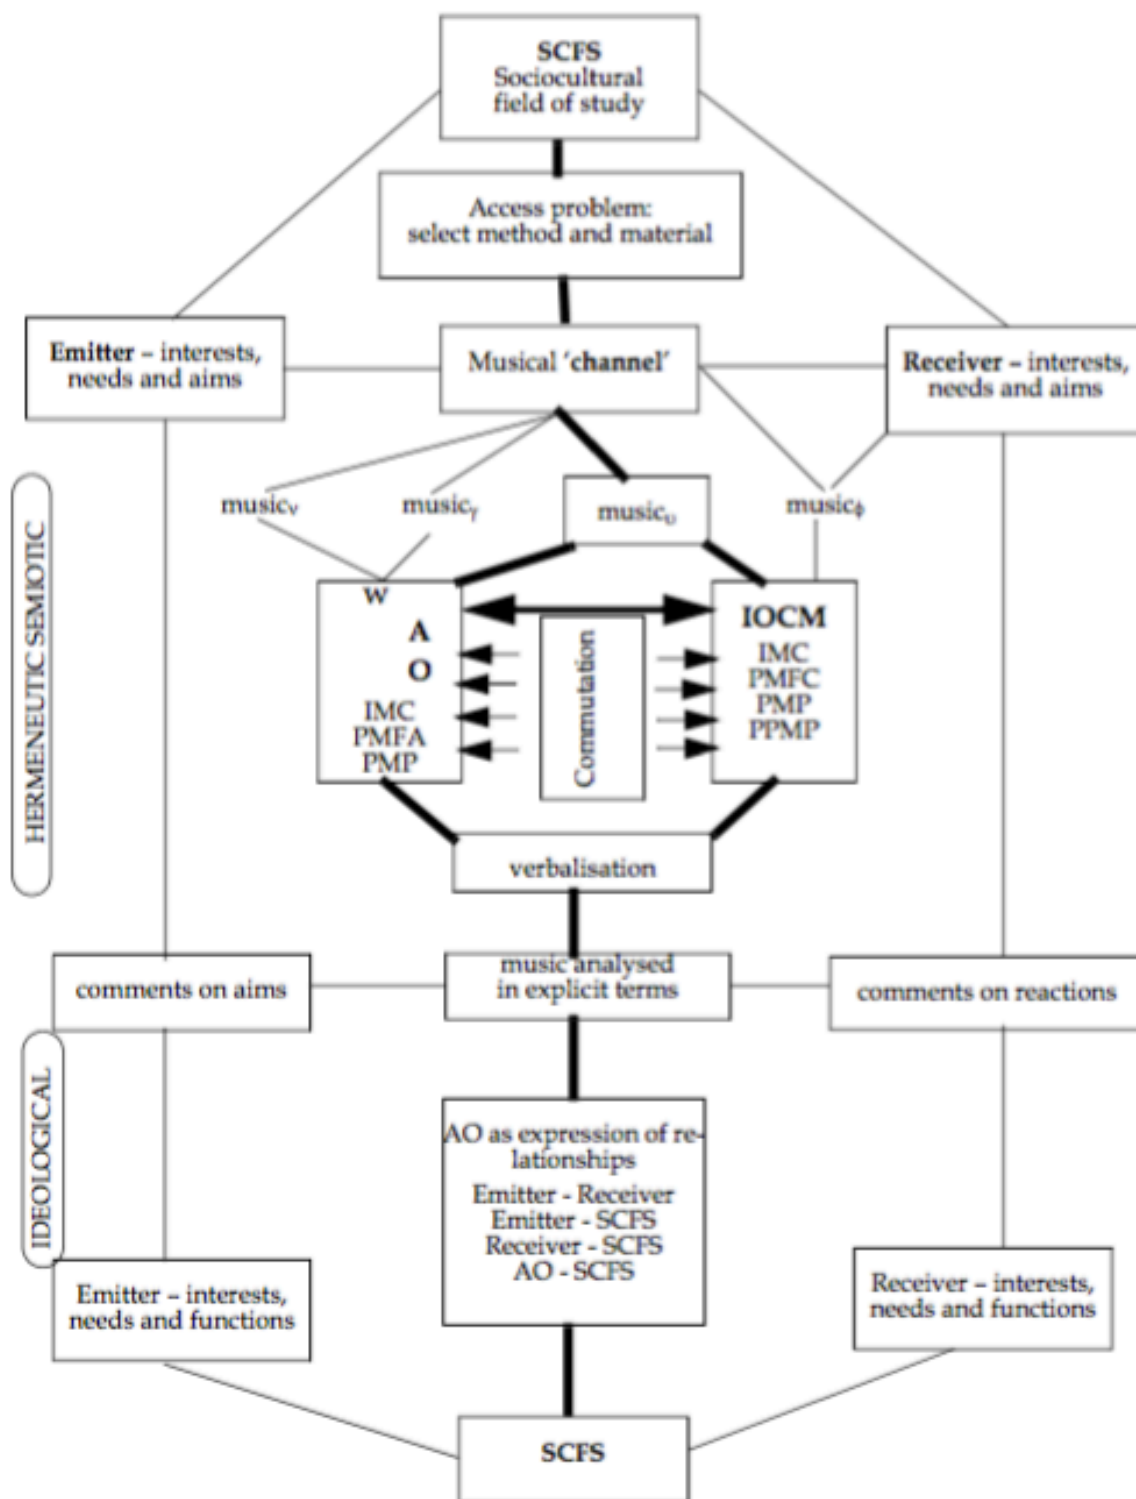 SCFS
Sociocultural
field of study
Access problem:
select method and material
Emitter – interests,
needs and aims
Musical ‘channel’
Receiver – interests,
needs and aims
HERMENEUTIC SEMIOTIC
musicᵥ
musicᵧ
music
musicᵩ
W
A
O
IMC
PMFA
PMP
Commutation
IOCM
IMC
PMFC
PMP
PPMP
verbalisation
comments on aims
music analysed
in explicit terms
comments on reactions
IDEOLOGICAL
AO as expression of re-
lationships
Emitter - Receiver
Emitter - SCFS
Receiver - SCFS
AO - SCFS
Emitter – interests,
needs and functions
Receiver – interests,
needs and functions
SCFS